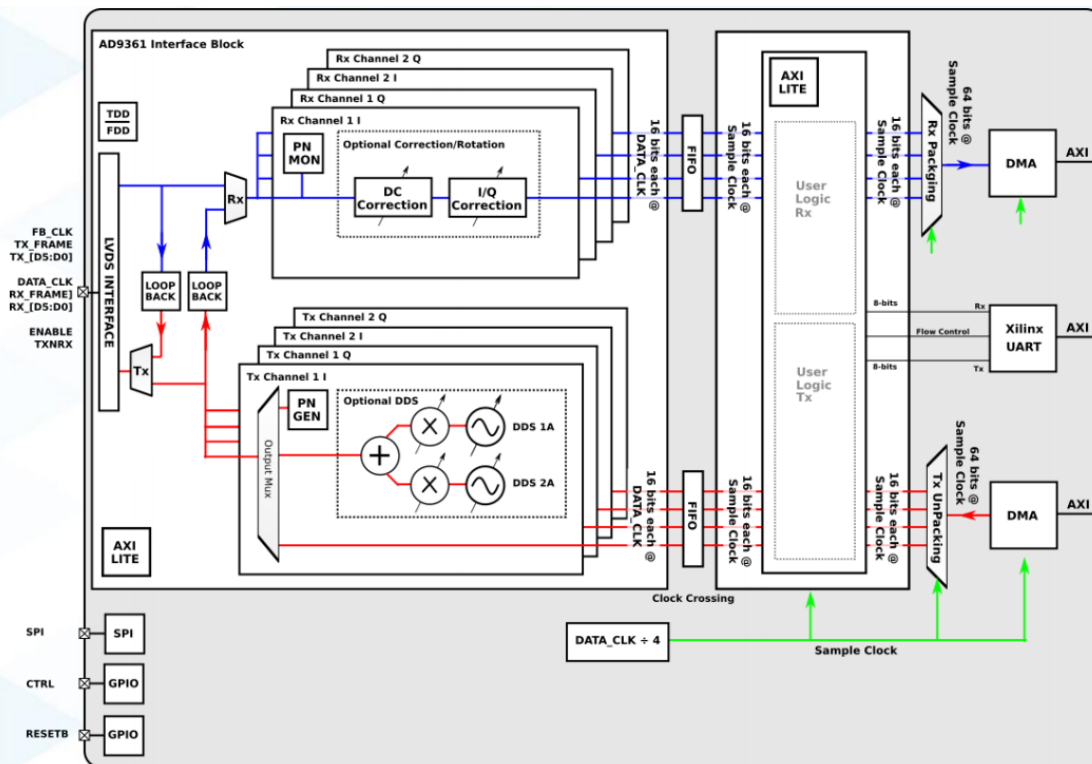 AD9361 Interface Block
TDD
FDD
LVDS INTERFACE
FB_CLK
TX_FRAME
TX_[D5:D0]
DATA_CLK
RX_FRAME]
RX_[D5:D0]
ENABLE
TXNRX
LOOP
BACK
LOOP
BACK
Rx
Tx
Rx Channel 2 Q
Rx Channel 2 I
Rx Channel 1 Q
Rx Channel 1 I
PN
MON
Optional Correction/Rotation
DC
Correction
I/Q
Correction
16 bits each @
DATA_CLK
FIFO
16 bits each @
Sample Clock
AXI
LITE
User
Logic
Rx
16 bits each @
Sample Clock
Rx Packging
64 bits @
Sample Clock
DMA
AXI
8-bits
Rx
Flow Control
8-bits
Tx
Xilinx
UART
AXI
Tx Channel 2 Q
Tx Channel 2 I
Tx Channel 1 Q
Tx Channel 1 I
Output Mux
PN
GEN
Optional DDS
DDS 1A
DDS 2A
16 bits each @
DATA_CLK
FIFO
16 bits each @
Sample Clock
User
Logic
Tx
16 bits each @
Sample Clock
Tx UnPacking
64 bits @
Sample Clock
DMA
AXI
AXI
LITE
Clock Crossing
DATA_CLK ÷ 4
Sample Clock
SPI
SPI
CTRL
GPIO
RESETB
GPIO